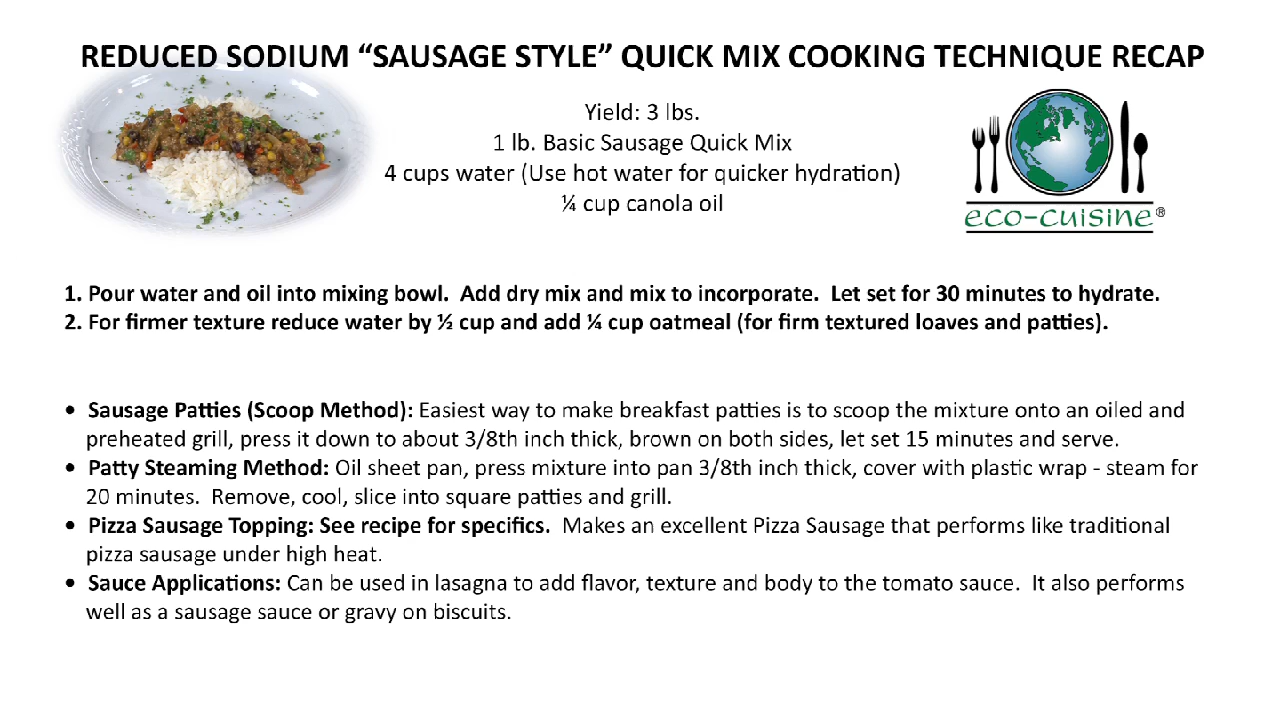 REDUCED SODIUM “SAUSAGE STYLE” QUICK MIX COOKING TECHNIQUE RECAP
Yield: 3 lbs.
1 lb. Basic Sausage Quick Mix
4 cups water (Use hot water for quicker hydration)
¼ cup canola oil
eco-cuisine®
1. Pour water and oil into mixing bowl.  Add dry mix and mix to incorporate.  Let set for 30 minutes to hydrate.
2. For firmer texture reduce water by ½ cup and add ¼ cup oatmeal (for firm textured loaves and patties).
• Sausage Patties (Scoop Method): Easiest way to make breakfast patties is to scoop the mixture onto an oiled and
preheated grill, press it down to about 3/8th inch thick, brown on both sides, let set 15 minutes and serve.
• Patty Steaming Method: Oil sheet pan, press mixture into pan 3/8th inch thick, cover with plastic wrap - steam for
20 minutes.  Remove, cool, slice into square patties and grill.
• Pizza Sausage Topping: See recipe for specifics.  Makes an excellent Pizza Sausage that performs like traditional
pizza sausage under high heat.
• Sauce Applications: Can be used in lasagna to add flavor, texture and body to the tomato sauce.  It also performs
well as a sausage sauce or gravy on biscuits.